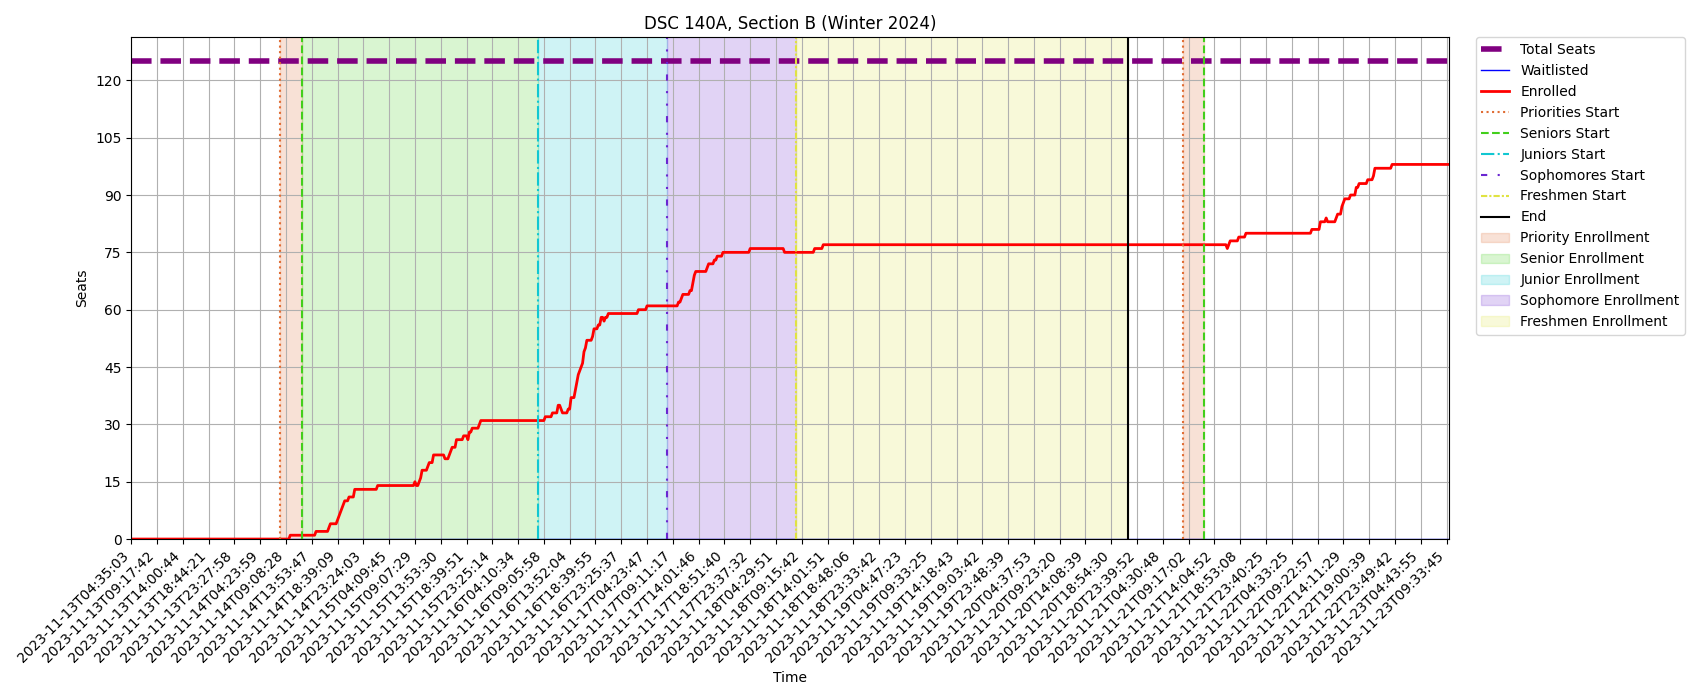 DSC 140A, Section B (Winter 2024)
Total Seats
Waitlisted
Enrolled
Priorities Start
Seniors Start
Juniors Start
Sophomores Start
Freshmen Start
End
Priority Enrollment
Senior Enrollment
Junior Enrollment
Sophomore Enrollment
Freshmen Enrollment
Seats
120
105
90
75
60
45
30
15
0
2023-11-13T04:35:03
2023-11-13T09:17:42
2023-11-13T14:00:44
2023-11-13T18:44:21
2023-11-13T23:27:58
2023-11-14T04:23:59
2023-11-14T09:08:28
2023-11-14T13:53:47
2023-11-14T18:39:09
2023-11-14T23:24:03
2023-11-15T04:09:45
2023-11-15T09:07:29
2023-11-15T13:53:30
2023-11-15T18:39:51
2023-11-15T23:25:14
2023-11-16T04:10:34
2023-11-16T09:05:58
2023-11-16T13:52:04
2023-11-16T18:39:55
2023-11-16T23:25:37
2023-11-17T04:23:47
2023-11-17T09:11:17
2023-11-17T14:01:46
2023-11-17T18:51:40
2023-11-17T23:37:32
2023-11-18T04:29:51
2023-11-18T09:15:42
2023-11-18T14:01:51
2023-11-18T18:48:06
2023-11-18T23:33:42
2023-11-19T04:47:23
2023-11-19T09:33:25
2023-11-19T14:18:43
2023-11-19T19:03:42
2023-11-19T23:48:39
2023-11-20T04:37:53
2023-11-20T09:23:20
2023-11-20T14:08:39
2023-11-20T18:54:30
2023-11-20T23:39:52
2023-11-21T04:30:48
2023-11-21T09:17:02
2023-11-21T14:04:52
2023-11-21T18:53:08
2023-11-21T23:40:25
2023-11-22T04:33:25
2023-11-22T09:22:57
2023-11-22T14:11:29
2023-11-22T19:00:39
2023-11-22T23:49:42
2023-11-23T04:43:55
2023-11-23T09:33:45
Time